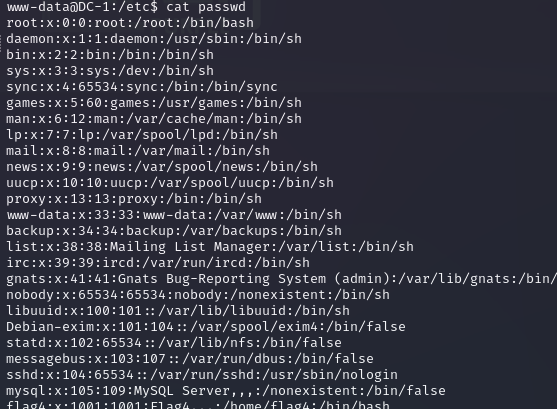 www-data@DC-1:/etc$ cat passwd
root:x:0:0:root:/root:/bin/bash
daemon:x:1:1:daemon:/usr/sbin:/bin/sh
bin:x:2:2:bin:/bin:/bin/sh
sys:x:3:3:sys:/dev:/bin/sh
sync:x:4:65534:sync:/bin:/bin/sync
games:x:5:60:games:/usr/games:/bin/sh
man:x:6:12:man:/var/cache/man:/bin/sh
lp:x:7:7:lp:/var/spool/lpd:/bin/sh
mail:x:8:8:mail:/var/mail:/bin/sh
news:x:9:9:news:/var/spool/news:/bin/sh
uucp:x:10:10:uucp:/var/spool/uucp:/bin/sh
proxy:x:13:13:proxy:/bin:/bin/sh
www-data:x:33:33:www-data:/var/www:/bin/sh
backup:x:34:34:backup:/var/backups:/bin/sh
list:x:38:38:Mailing List Manager:/var/list:/bin/sh
irc:x:39:39:ircd:/var/run/ircd:/bin/sh
gnats:x:41:41:Gnats Bug-Reporting System (admin):/var/lib/gnats:/bin/
nobody:x:65534:65534:nobody:/nonexistent:/bin/sh
libuuid:x:100:101::/var/lib/libuuid:/bin/sh
Debian-exim:x:101:104::/var/spool/exim4:/bin/false
statd:x:102:65534::/var/lib/nfs:/bin/false
messagebus:x:103:107::/var/run/dbus:/bin/false
sshd:x:104:65534::/var/run/sshd:/usr/sbin/nologin
mysql:x:105:109:MySQL Server,,,:/nonexistent:/bin/false
flag4:x:1001:1001:Flag4,,,:/home/flag4:/bin/bash